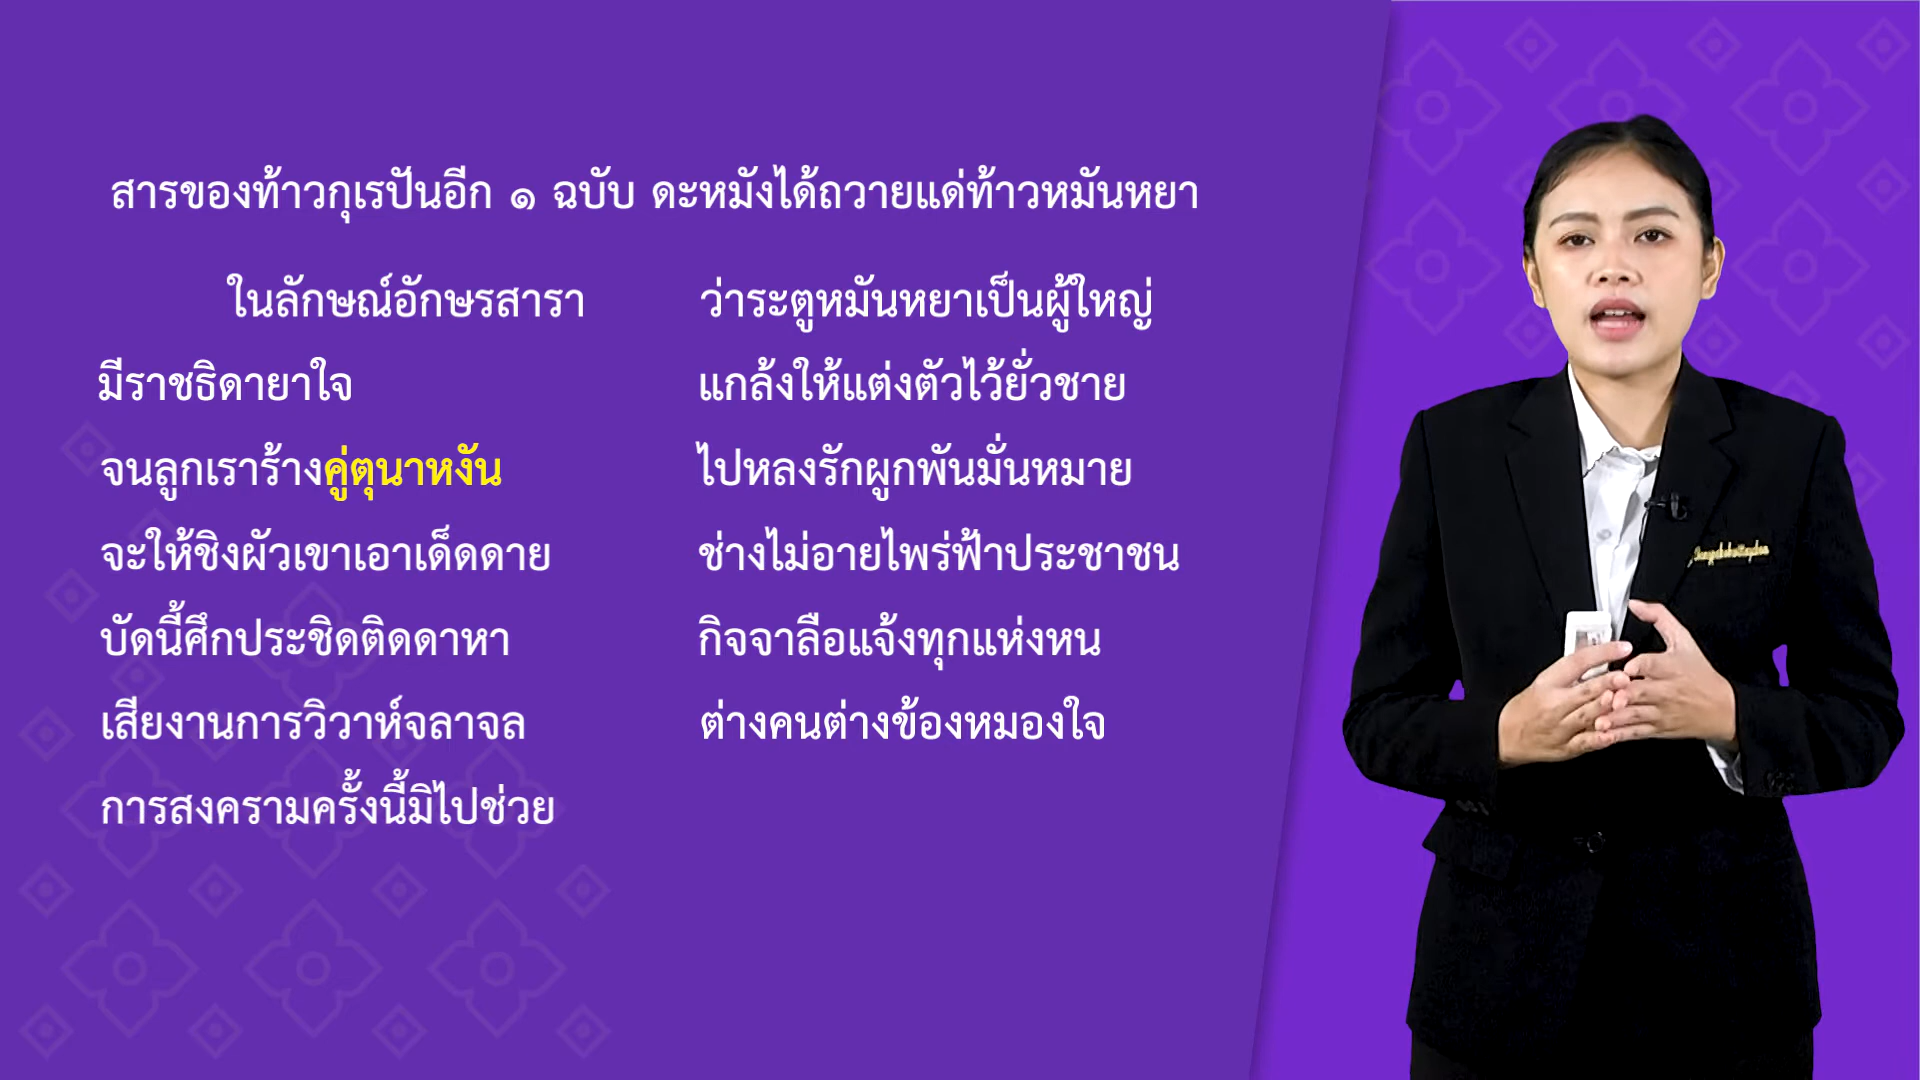 สารของท้าวกุเรปันอีก ๑ ฉบับ ดะหมังได้ถวายแด่ท้าวหมันหยา
ในลักษณ์อักษรสารา ว่าระตูหมันหยาเป็นผู้ใหญ่
มีราชธิดายาใจ แกล้งให้แต่งตัวไว้ยั่วชาย
จนลูกเราร้างคู่ตุนาหงัน ไปหลงรักผูกพันมั่นหมาย
จะให้ชิงผัวเขาเอาเด็ดดาย ช่างไม่อายไพร่ฟ้าประชาชน
บัดนี้ศึกประชิดติดดาหา กิจจาลือแจ้งทุกแห่งหน
เสียงานการวิวาห์จลาจล ต่างคนต่างข้องหมองใจ
การสงครามครั้งนี้มิไปช่วย